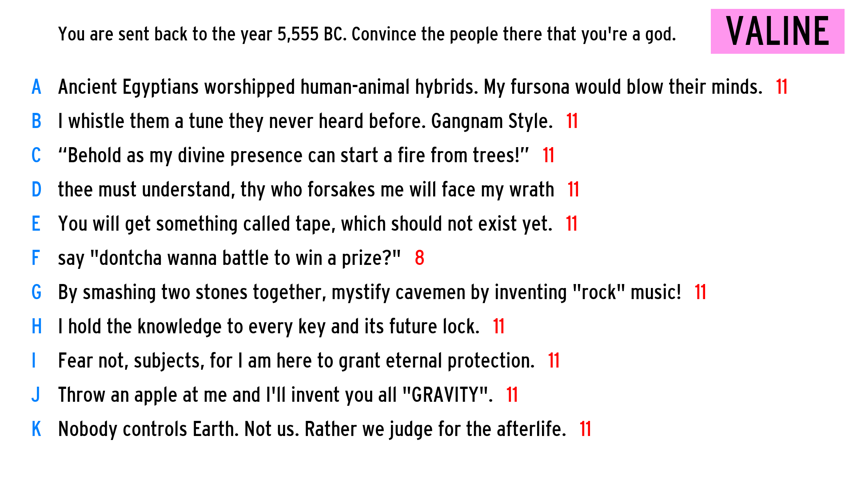 You are sent back to the year 5,555 BC. Convince the people there that you're a god.
VALINE
A Ancient Egyptians worshipped human-animal hybrids. My fursona would blow their minds. 11
B I whistle them a tune they never heard before. Gangnam Style. 11
C “Behold as my divine presence can start a fire from trees!” 11
D thee must understand, thy who forsakes me will face my wrath 11
E You will get something called tape, which should not exist yet. 11
F say "dontcha wanna battle to win a prize?" 8
G By smashing two stones together, mystify cavemen by inventing "rock" music! 11
H I hold the knowledge to every key and its future lock. 11
I Fear not, subjects, for I am here to grant eternal protection. 11
J Throw an apple at me and I'll invent you all "GRAVITY". 11
K Nobody controls Earth. Not us. Rather we judge for the afterlife. 11